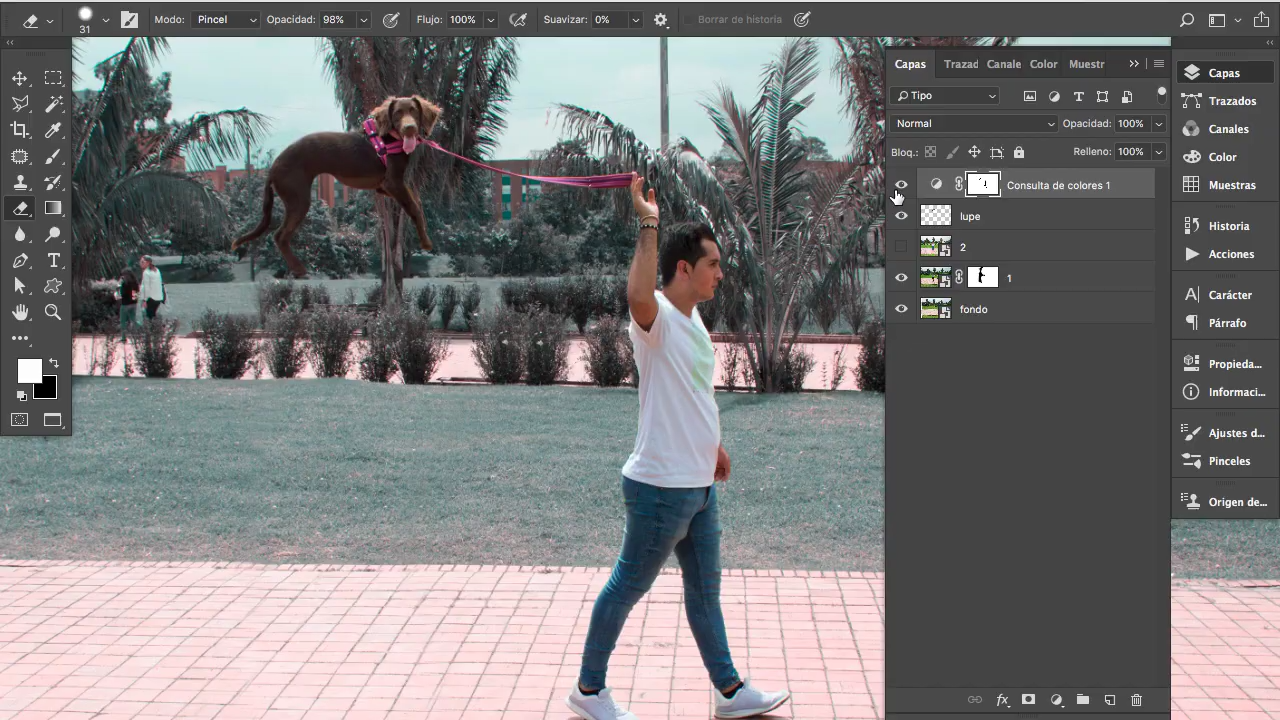 31
Modo: Pincel
Opacidad: 98%
Flujo: 100%
Suavizar: 0%
Borrar de historia
Capas
Trazad
Canale
Color
Muestr
Tipo
Normal
Opacidad: 100%
Bloq.:
Relleno: 100%
Consulta de colores 1
lupe
2
1
fondo
fx
Capas
Trazados
Canales
Color
Muestras
Historia
Acciones
Carácter
Párrafo
Propieda...
Informaci...
Ajustes d...
Pinceles
Origen de...